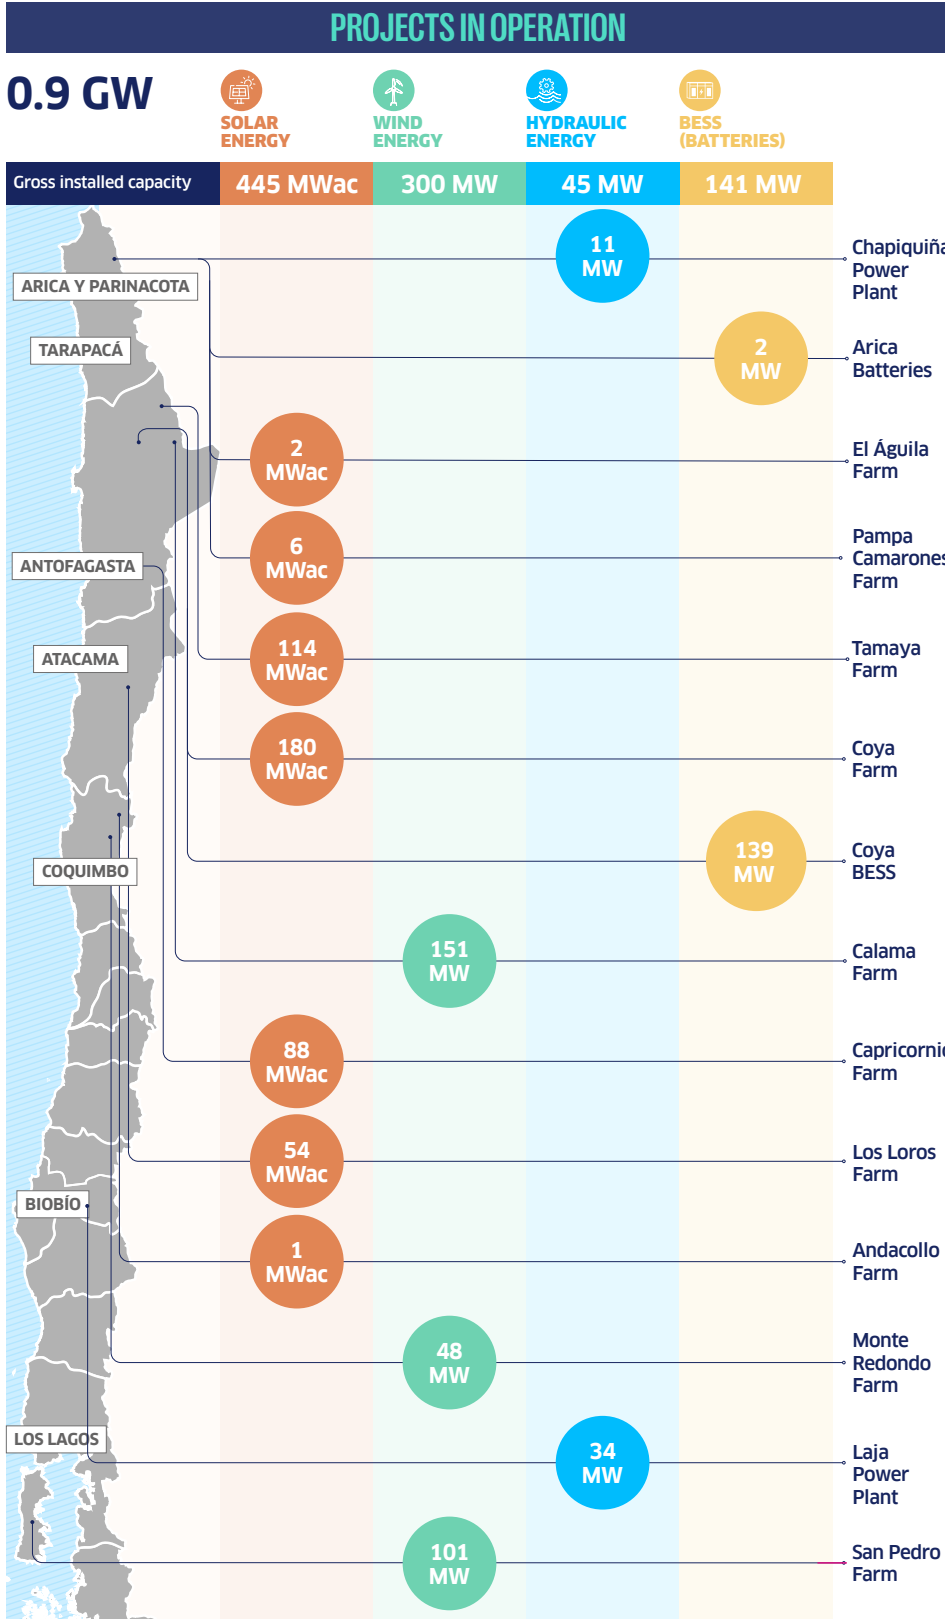 PROJECTS IN OPERATION
0.9 GW
SOLAR
ENERGY
WIND
ENERGY
HYDRAULIC
ENERGY
BESS
(BATTERIES)
Gross installed capacity
445 MWac
300 MW
45 MW
141 MW
11
MW
Chapiquiña
Power
Plant
ARICA Y PARINACOTA
TARAPACÁ
2
MW
Arica
Batteries
2
MWac
El Águila
Farm
6
MWac
Pampa
Camarones
Farm
ANTOFAGASTA
114
MWac
Tamaya
Farm
ATACAMA
180
MWac
Coya
Farm
139
MW
Coya
BESS
COQUIMBO
151
MW
Calama
Farm
88
MWac
Capricornio
Farm
54
MWac
Los Loros
Farm
BIOBÍO
1
MWac
Andacollo
Farm
48
MW
Monte
Redondo
Farm
LOS LAGOS
34
MW
Laja
Power
Plant
101
MW
San Pedro
Farm